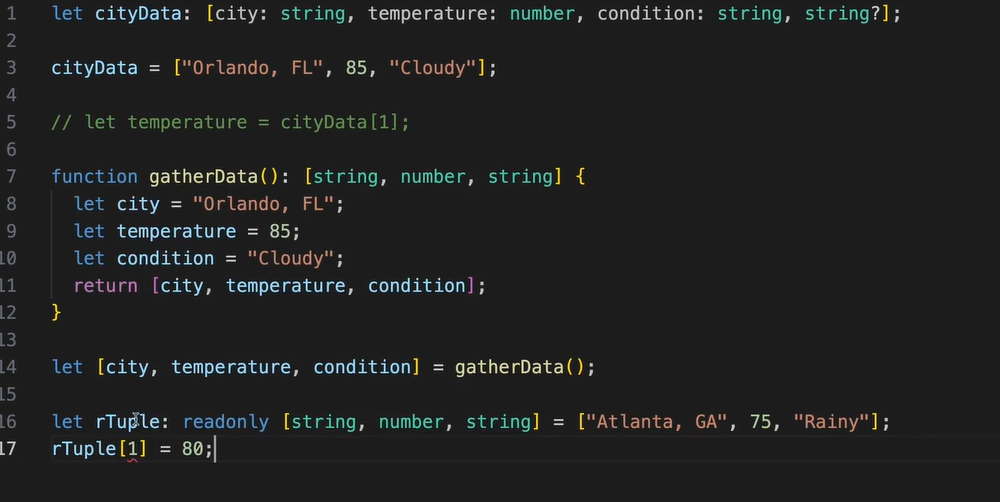 1 let cityData: [city: string, temperature: number, condition: string, string?];
2
3 cityData = ["Orlando, FL", 85, "Cloudy"];
4
5 // let temperature = cityData[1];
6
7 function gatherData(): [string, number, string] {
8 let city = "Orlando, FL";
9 let temperature = 85;
10 let condition = "Cloudy";
11 return [city, temperature, condition];
12 }
13
14 let [city, temperature, condition] = gatherData();
15
16 let rTuple: readonly [string, number, string] = ["Atlanta, GA", 75, "Rainy"];
17 rTuple[1] = 80;